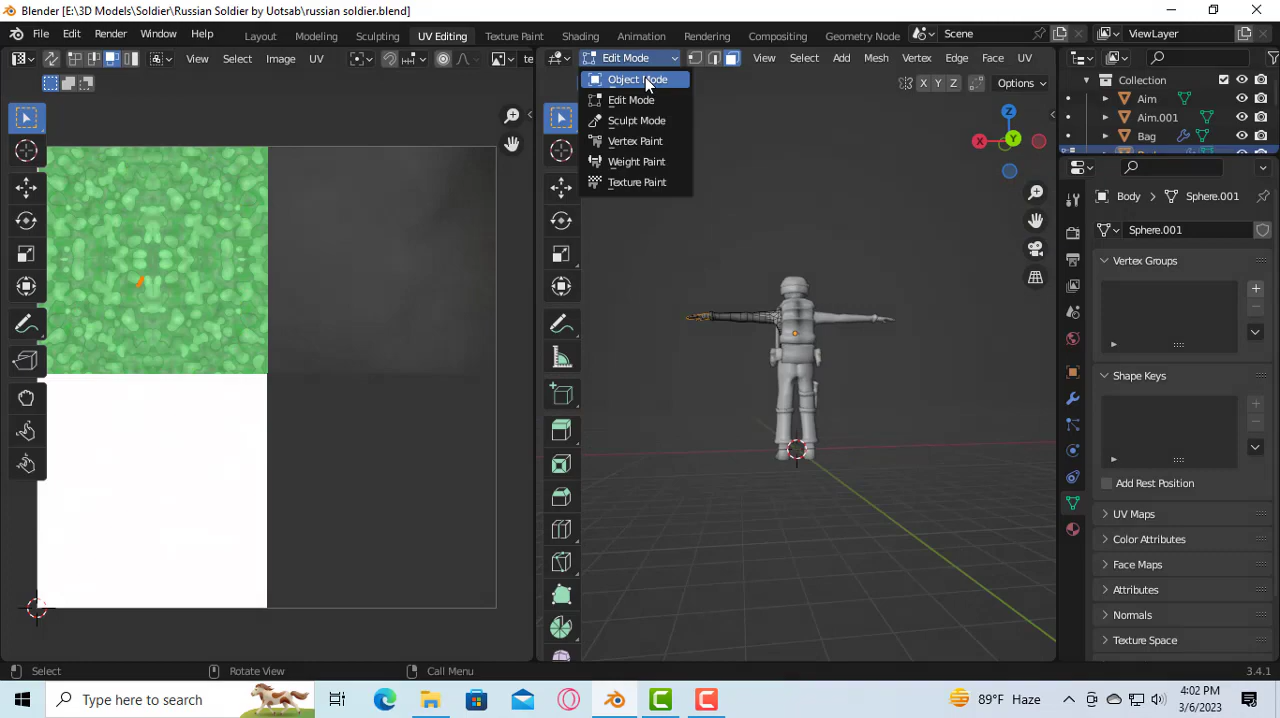 Blender [E:\3D Models\Soldier\Russian Soldier by Uotsab\russian soldier.blend]
File Edit Render Window Help Layout Modeling Sculpting UV Editing Texture Paint Shading Animation Rendering Compositing Geometry Node Scene ViewLayer
View Select Image UV te
Edit Mode View Select Add Mesh Vertex Edge Face UV
Object Mode
Edit Mode
Sculpt Mode
Vertex Paint
Weight Paint
Texture Paint
X Y Z Options
Z
X Y
Collection
Aim
Aim.001
Bag
Body Sphere.001
Sphere.001
Vertex Groups
Shape Keys
Add Rest Position
UV Maps
Color Attributes
Face Maps
Attributes
Normals
Texture Space
Select Rotate View Call Menu 3.4.1
Type here to search
89°F Haze
4:02 PM
3/6/2023